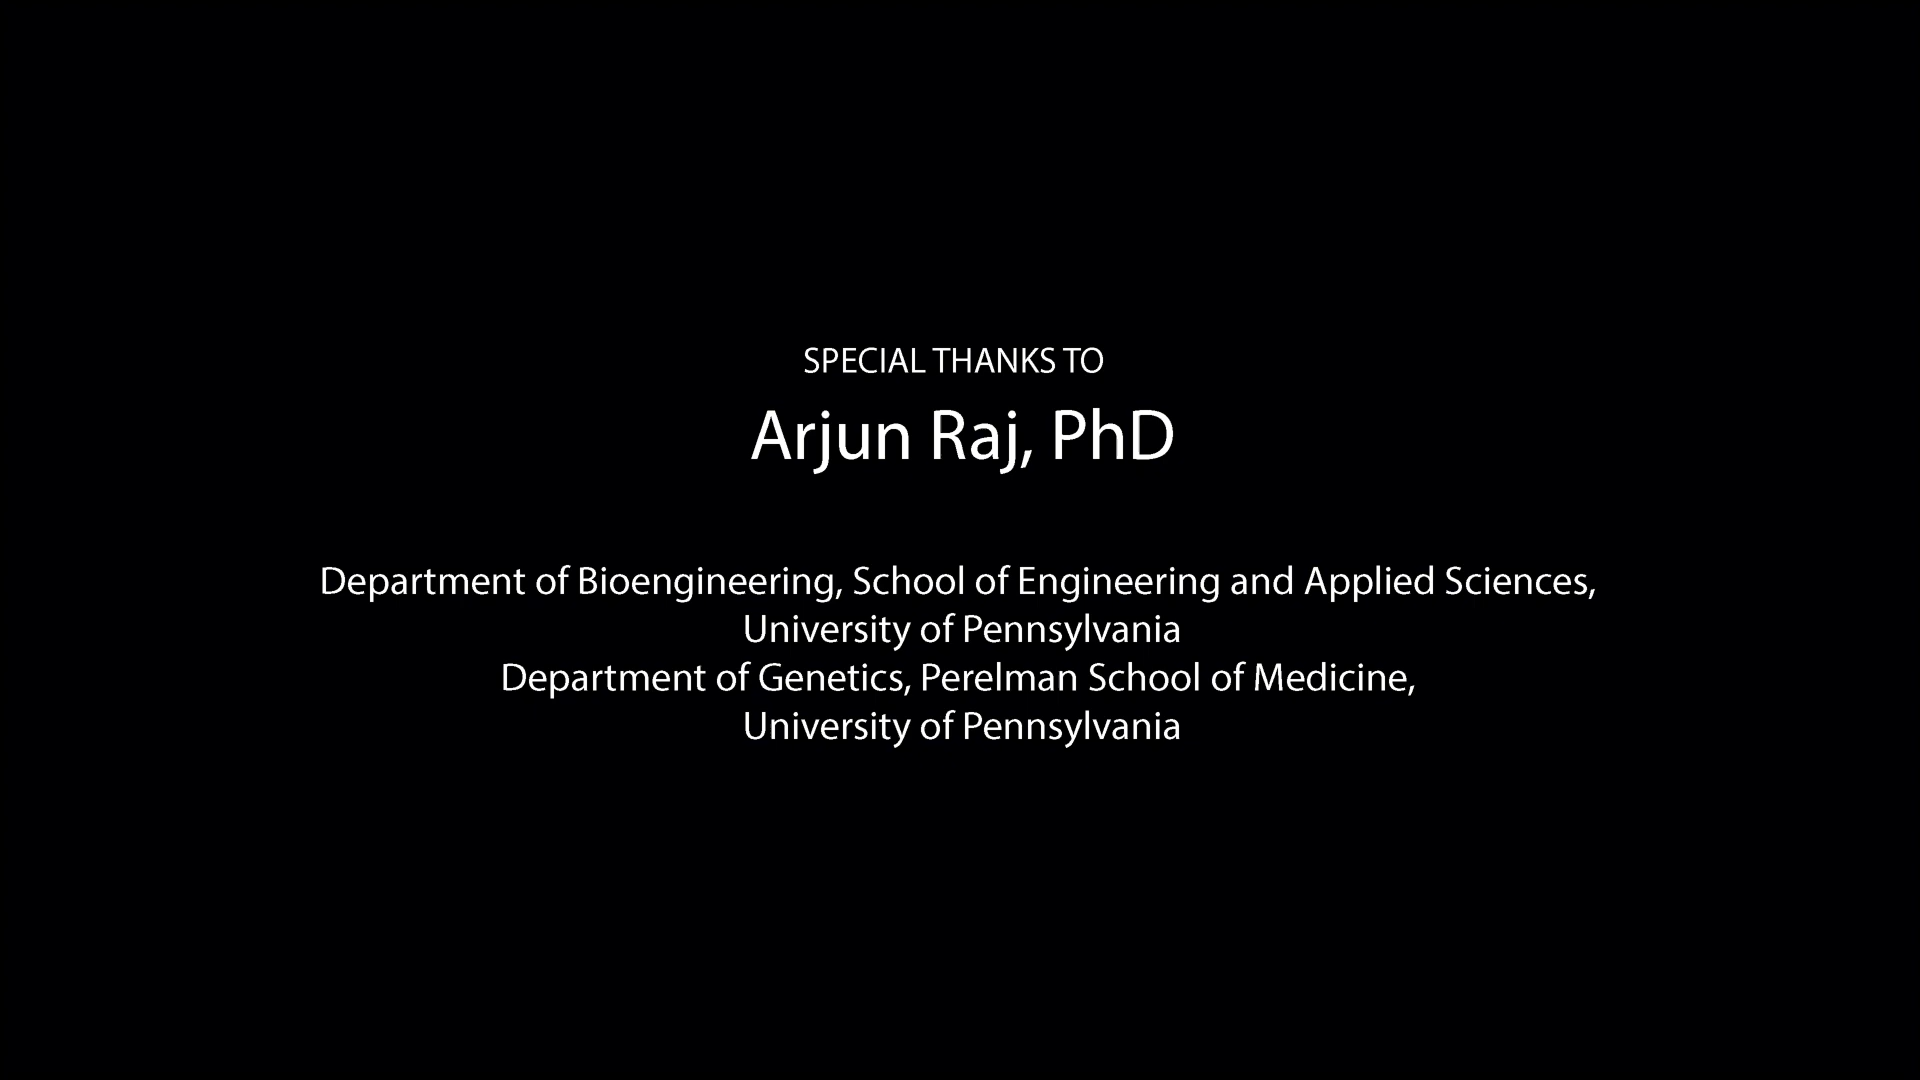 SPECIAL THANKS TO
Arjun Raj, PhD
Department of Bioengineering, School of Engineering and Applied Sciences,
University of Pennsylvania
Department of Genetics, Perelman School of Medicine,
University of Pennsylvania